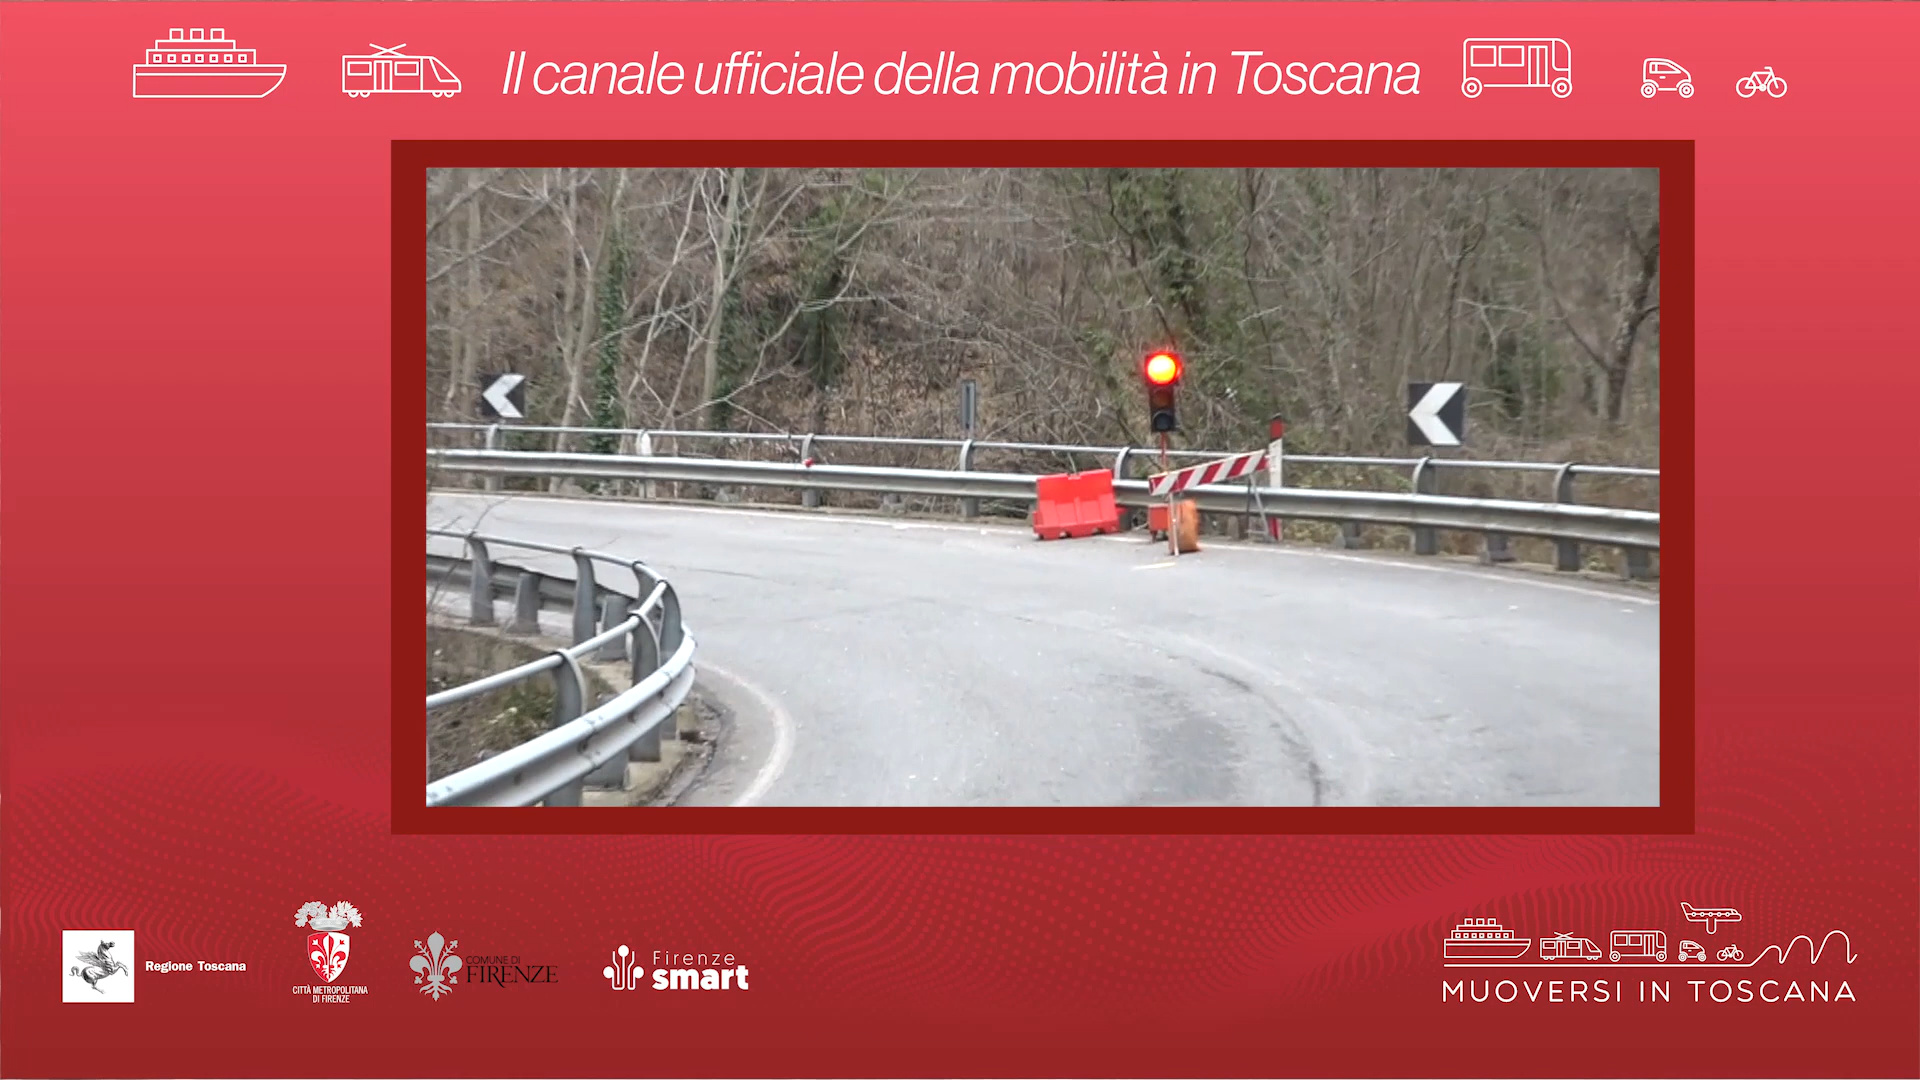 Il canale ufficiale della mobilità in Toscana
Regione Toscana
CITTÀ METROPOLITANA
DI FIRENZE
COMUNE DI
FIRENZE
Firenze
smart
MUOVERSI IN TOSCANA